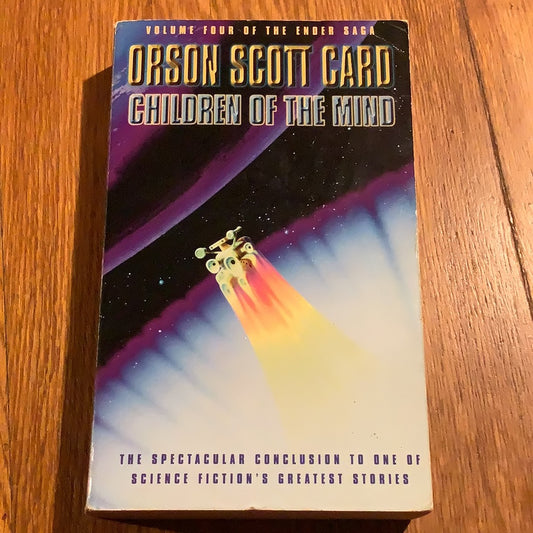 VOLUME FOUR OF THE ENDER SAGA
ORSON SCOTT CARD
CHILDREN OF THE MIND
THE SPECTACULAR CONCLUSION TO ONE OF
SCIENCE FICTION'S GREATEST STORIES